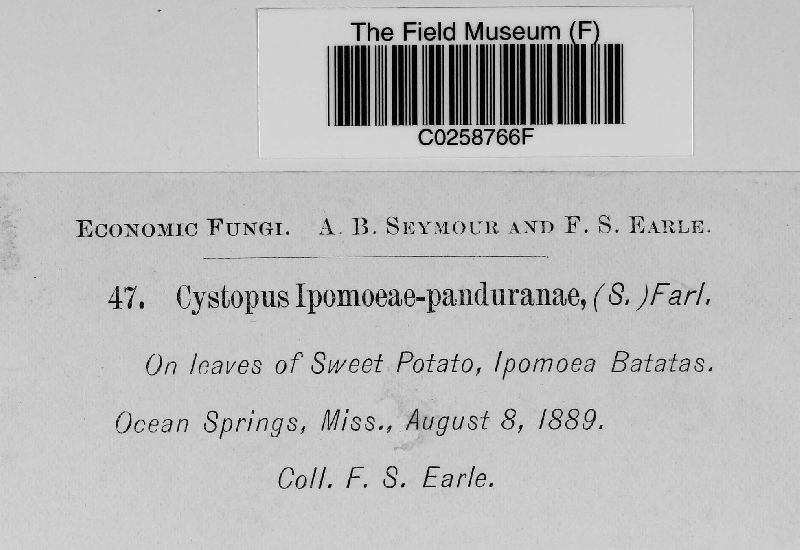 The Field Museum (F)
C0258766F
Economic Fungi. A. B. Seymour and F. S. Earle.
47. Cystopus Ipomoeae-panduranae, (S.) Farl.
On leaves of Sweet Potato, Ipomoea Batatas.
Ocean Springs, Miss., August 8, 1889.
Coll. F. S. Earle.